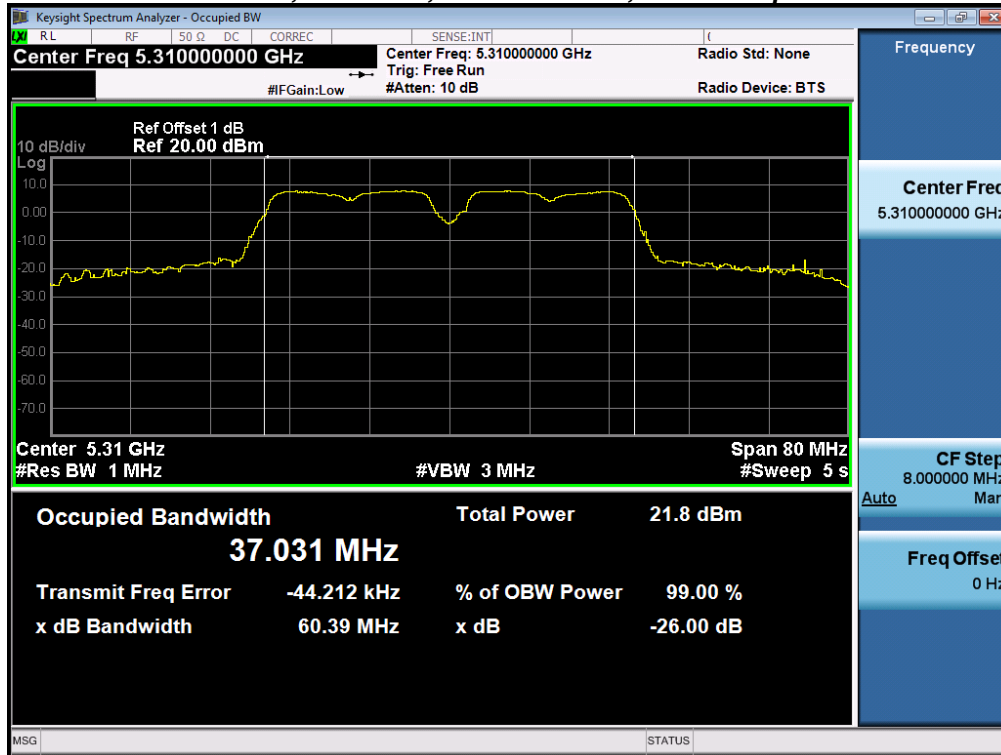 Keysight Spectrum Analyzer - Occupied BW
RL RF 50 Ω DC CORREC SENSE:INT
Center Freq 5.310000000 GHz
#IFGain:Low
Center Freq: 5.310000000 GHz
Trig: Free Run
#Atten: 10 dB
Radio Std: None
Radio Device: BTS
Ref Offset 1 dB
10 dB/div Ref 20.00 dBm
Log
10.0
0.00
-10.0
-20.0
-30.0
-40.0
-50.0
-60.0
-70.0
Center 5.31 GHz Span 80 MHz
#Res BW 1 MHz #VBW 3 MHz #Sweep 5 s
Occupied Bandwidth Total Power 21.8 dBm
37.031 MHz
Transmit Freq Error -44.212 kHz % of OBW Power 99.00 %
x dB Bandwidth 60.39 MHz x dB -26.00 dB
Frequency
Center Freq
5.310000000 GHz
CF Step
8.000000 MHz
Auto Man
Freq Offset
0 Hz
MSG STATUS